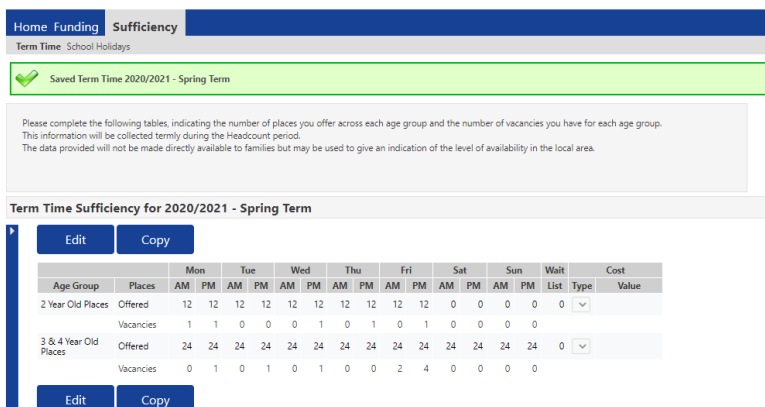 Home Funding Sufficiency
Term Time School Holidays
Saved Term Time 2020/2021 - Spring Term
Please complete the following tables, indicating the number of places you offer across each age group and the number of vacancies you have for each age group.
This information will be collected termly during the Headcount period.
The data provided will not be made directly available to families but may be used to give an indication of the level of availability in the local area.
Term Time Sufficiency for 2020/2021 - Spring Term
Edit Copy
Mon Tue Wed Thu Fri Sat Sun Wait Cost
Age Group Places AM PM AM PM AM PM AM PM AM PM AM PM AM PM List Type Value
2 Year Old Places Offered 12 12 12 12 12 12 12 12 12 12 0 0 0 0 0
Vacancies 1 1 0 0 0 1 0 1 0 1 0 0 0 0
3 & 4 Year Old
Places Offered 24 24 24 24 24 24 24 24 24 24 24 24 24 24 0
Vacancies 0 1 0 1 0 1 0 0 2 4 0 0 0 0
Edit Copy